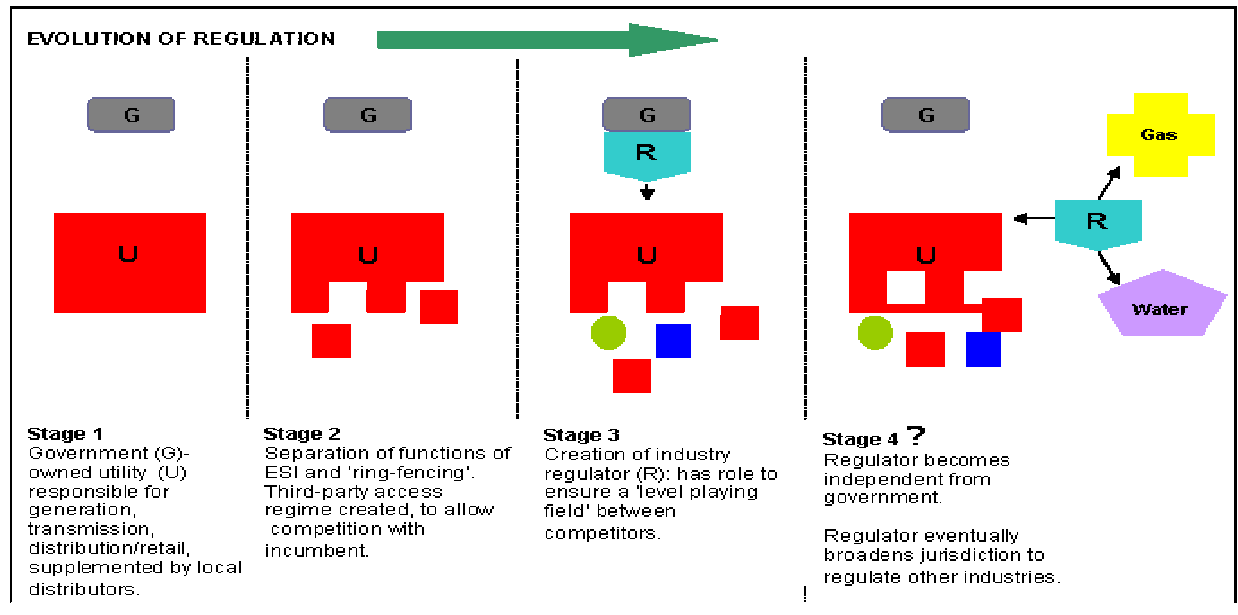 EVOLUTION OF REGULATION
G
U
Stage 1
Government (G)-
owned utility (U)
responsible for
generation,
transmission,
distribution/retail,
supplemented by local
distributors.
G
U
Stage 2
Separation of functions of
ESI and 'ring-fencing'.
Third-party access
regime created, to allow
competition with
incumbent.
G
R
U
Stage 3
Creation of industry
regulator (R): has role to
ensure a 'level playing
field' between
competitors.
G
Gas
R
U
Water
Stage 4 ?
Regulator becomes
independent from
government.
Regulator eventually
broadens jurisdiction to
regulate other industries.